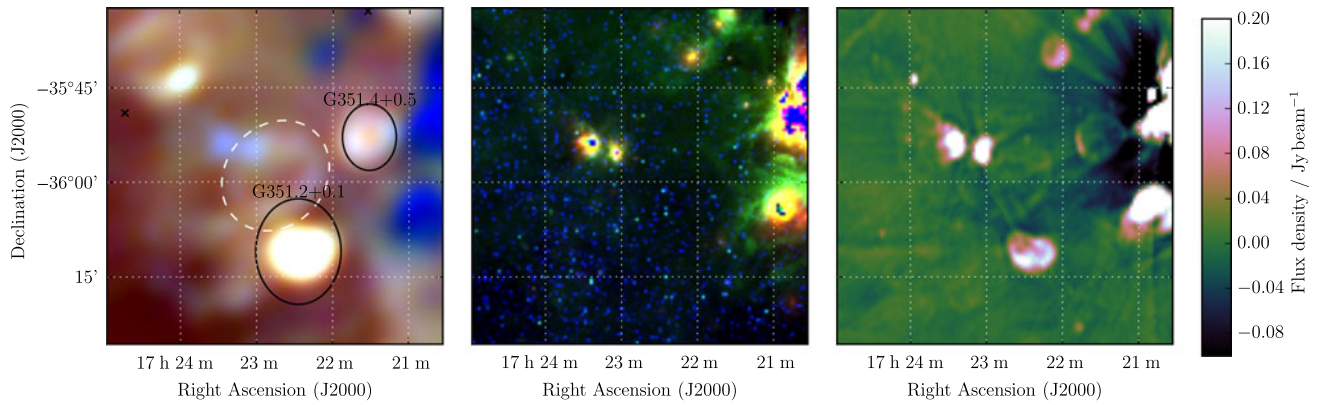 Declination (J2000)
−35°45’
−36°00’
15’
G351.4+0.5
G351.2+0.1
17 h 24 m 23 m 22 m 21 m
Right Ascension (J2000)
17 h 24 m 23 m 22 m 21 m
Right Ascension (J2000)
17 h 24 m 23 m 22 m 21 m
Right Ascension (J2000)
0.20
0.16
0.12
0.08
0.04
0.00
−0.04
−0.08
Flux density / Jy beam⁻¹